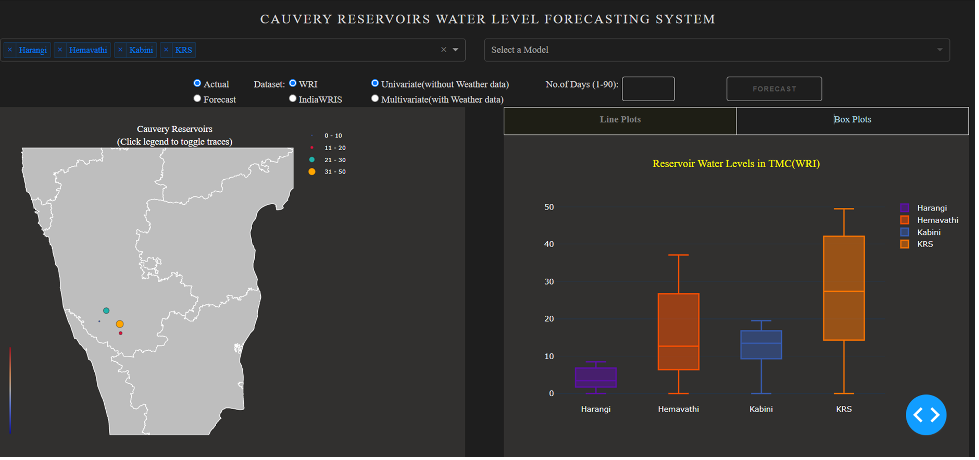 CAUVERY RESERVOIRS WATER LEVEL FORECASTING SYSTEM
× Harangi × Hemavathi × Kabini × KRS ×
Select a Model
Actual Dataset: WRI Univariate(without Weather data) No.of Days (1-90): FORECAST
Forecast IndiaWRIS Multivariate(with Weather data)
Line Plots Box Plots
Cauvery Reservoirs
(Click legend to toggle traces)
0 - 10
11 - 20
21 - 30
31 - 50
Reservoir Water Levels in TMC(WRI)
50
40
30
20
10
0
Harangi Hemavathi Kabini KRS
Harangi
Hemavathi
Kabini
KRS